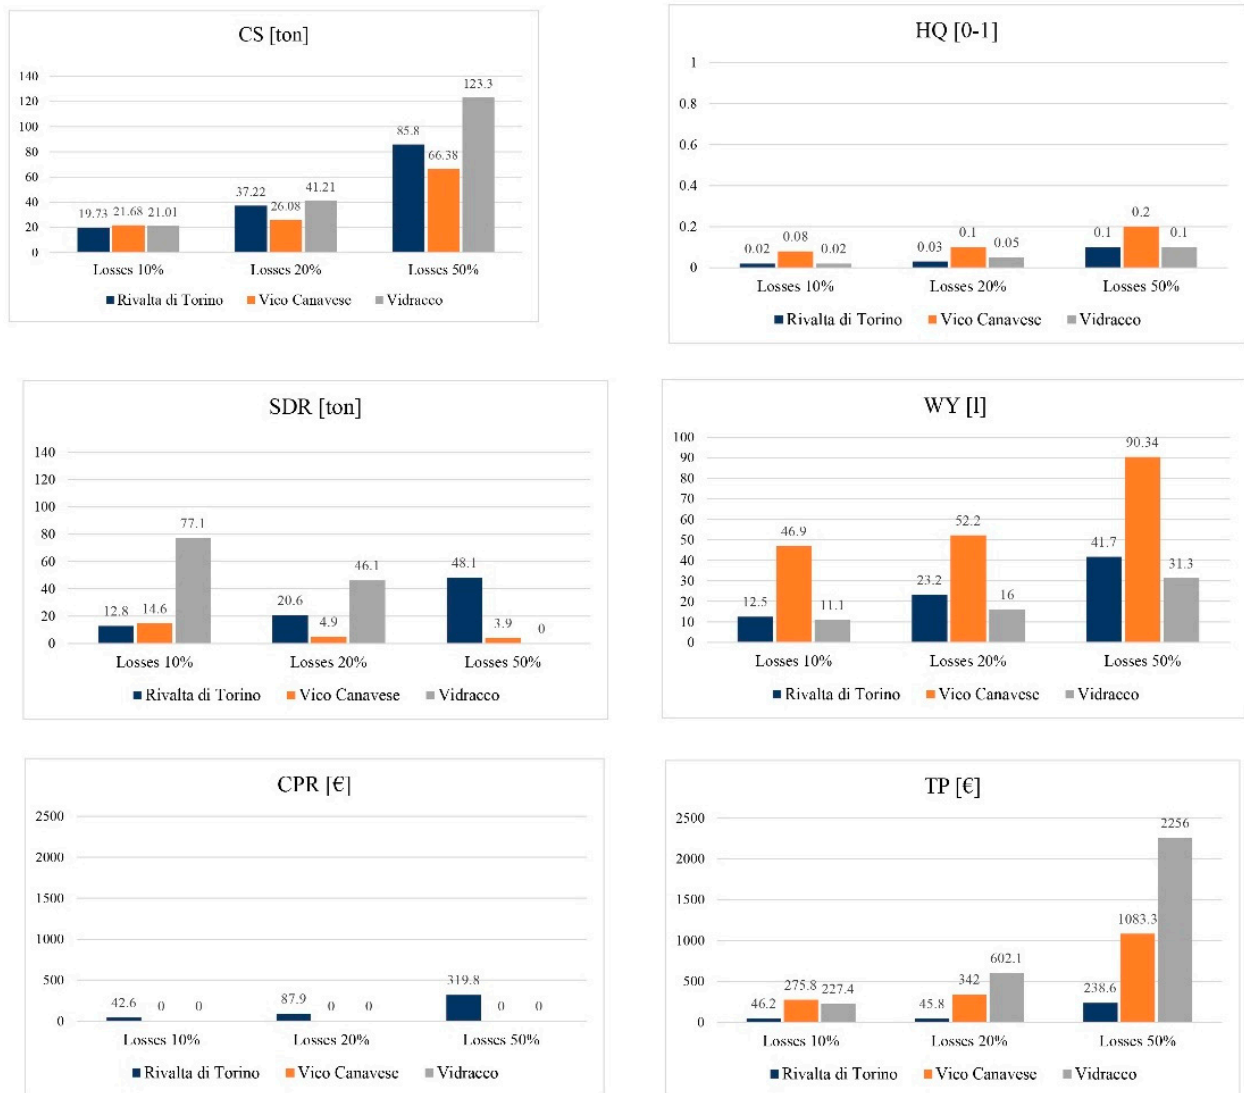 CS [ton]
140
120
100
80
60
40
20
0
19.73 21.68 21.01
37.22 26.08 41.21
85.8 66.38 123.3
Losses 10% Losses 20% Losses 50%
Rivalta di Torino Vico Canavese Vidracco
HQ [0-1]
1
0.8
0.6
0.4
0.2
0
0.02 0.08 0.02
0.03 0.1 0.05
0.1 0.2 0.1
Losses 10% Losses 20% Losses 50%
Rivalta di Torino Vico Canavese Vidracco
SDR [ton]
140
120
100
80
60
40
20
0
12.8 14.6 77.1
20.6 4.9 46.1
48.1 3.9 0
Losses 10% Losses 20% Losses 50%
Rivalta di Torino Vico Canavese Vidracco
WY [l]
100
90
80
70
60
50
40
30
20
10
0
12.5 46.9 11.1
23.2 52.2 16
41.7 90.34 31.3
Losses 10% Losses 20% Losses 50%
Rivalta di Torino Vico Canavese Vidracco
CPR [€]
2500
2000
1500
1000
500
0
42.6 0 0
87.9 0 0
319.8 0 0
Losses 10% Losses 20% Losses 50%
Rivalta di Torino Vico Canavese Vidracco
TP [€]
2500
2000
1500
1000
500
0
46.2 275.8 227.4
45.8 342 602.1
238.6 1083.3 2256
Losses 10% Losses 20% Losses 50%
Rivalta di Torino Vico Canavese Vidracco